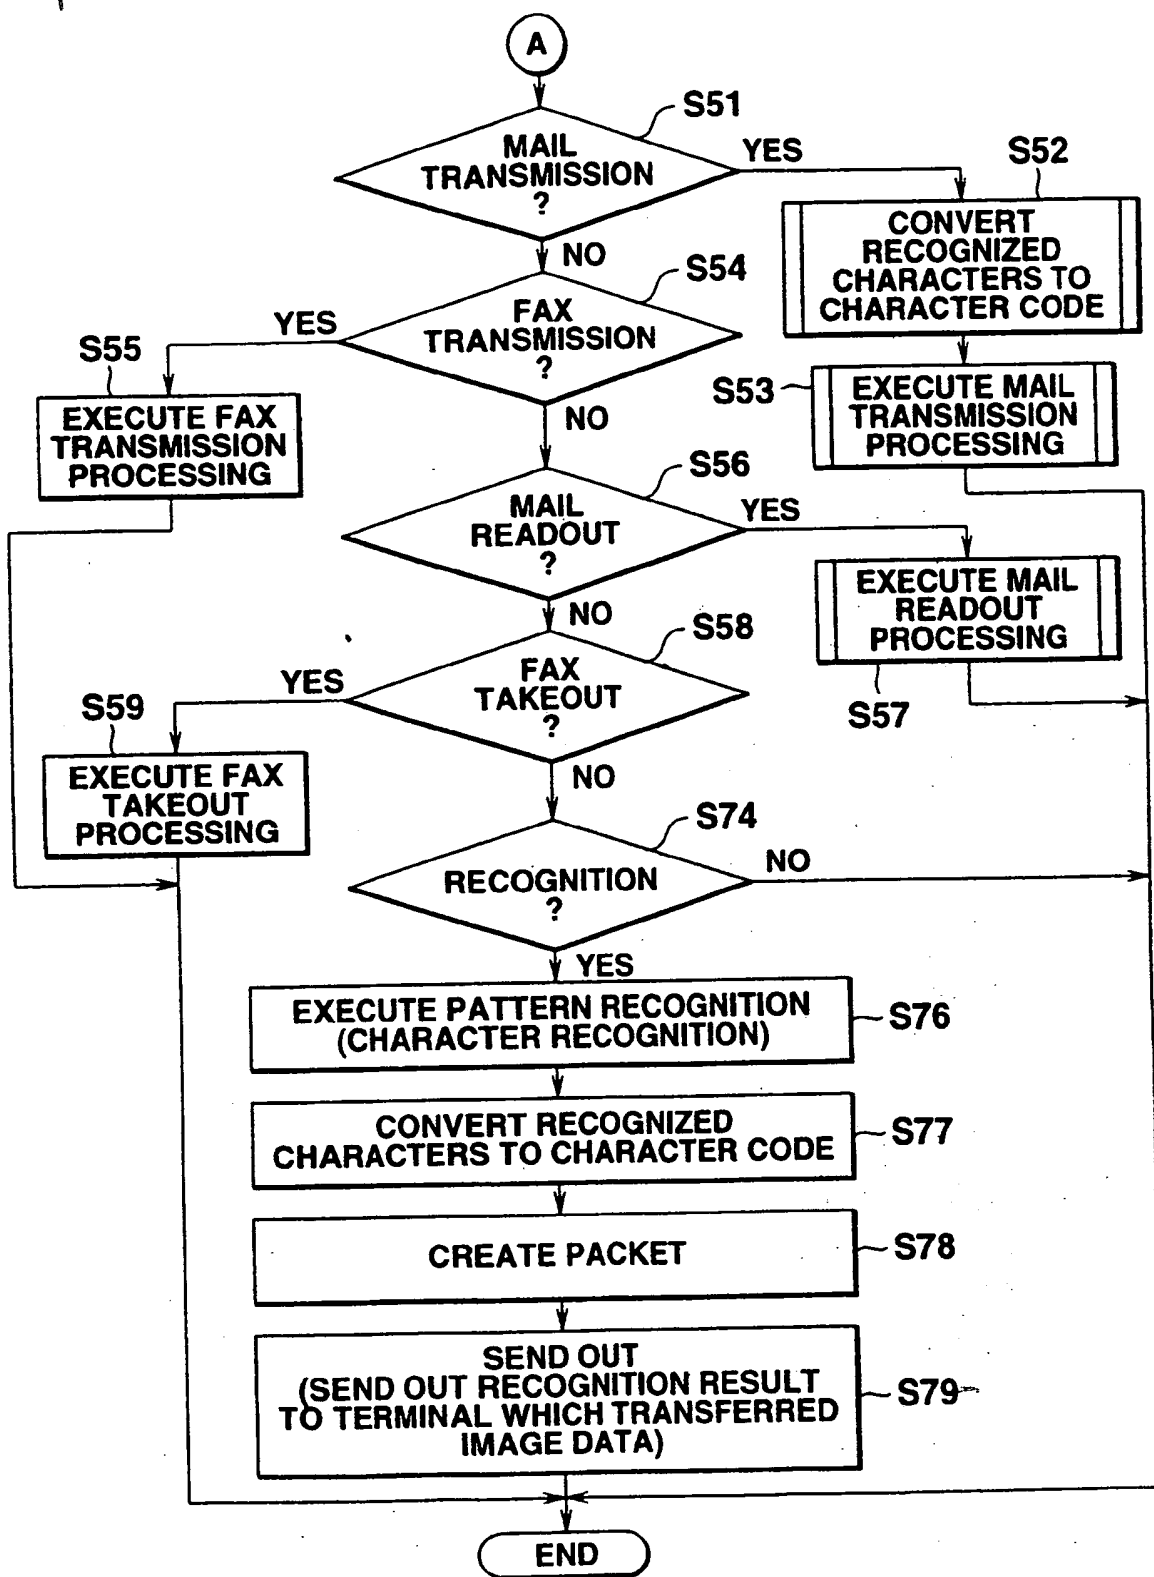 A
S51
MAIL
TRANSMISSION
?
YES
NO
S52
CONVERT
RECOGNIZED
CHARACTERS TO
CHARACTER CODE
S54
FAX
TRANSMISSION
?
YES
NO
S55
EXECUTE FAX
TRANSMISSION
PROCESSING
S53
EXECUTE MAIL
TRANSMISSION
PROCESSING
S56
MAIL
READOUT
?
YES
NO
EXECUTE MAIL
READOUT
PROCESSING
S57
S58
FAX
TAKEOUT
?
YES
NO
S59
EXECUTE FAX
TAKEOUT
PROCESSING
S74
RECOGNITION
?
NO
YES
EXECUTE PATTERN RECOGNITION
(CHARACTER RECOGNITION)
S76
CONVERT RECOGNIZED
CHARACTERS TO CHARACTER CODE
S77
CREATE PACKET
S78
SEND OUT
(SEND OUT RECOGNITION RESULT
TO TERMINAL WHICH TRANSFERRED
IMAGE DATA)
S79
END